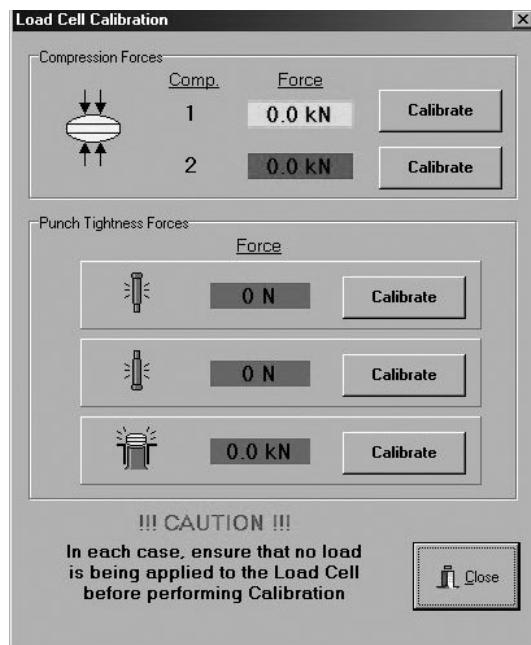 Load Cell Calibration
Compression Forces
Comp. Force
1 0.0 kN Calibrate
2 0.0 kN Calibrate
Punch Tightness Forces
Force
0 N Calibrate
0 N Calibrate
0.0 kN Calibrate
!!! CAUTION !!!
In each case, ensure that no load
is being applied to the Load Cell
before performing Calibration
Close